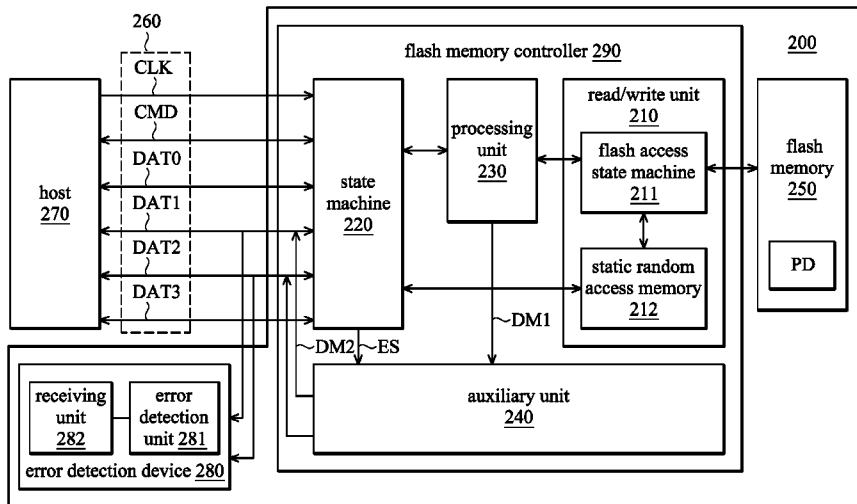 260
flash memory controller 290
200
CLK
CMD
DAT0
DAT1
DAT2
DAT3
host
270
state
machine
220
processing
unit
230
read/write unit
210
flash access
state machine
211
static random
access memory
212
flash
memory
250
PD
DM2
ES
DM1
auxiliary unit
240
receiving
unit
282
error
detection
unit 281
error detection device 280